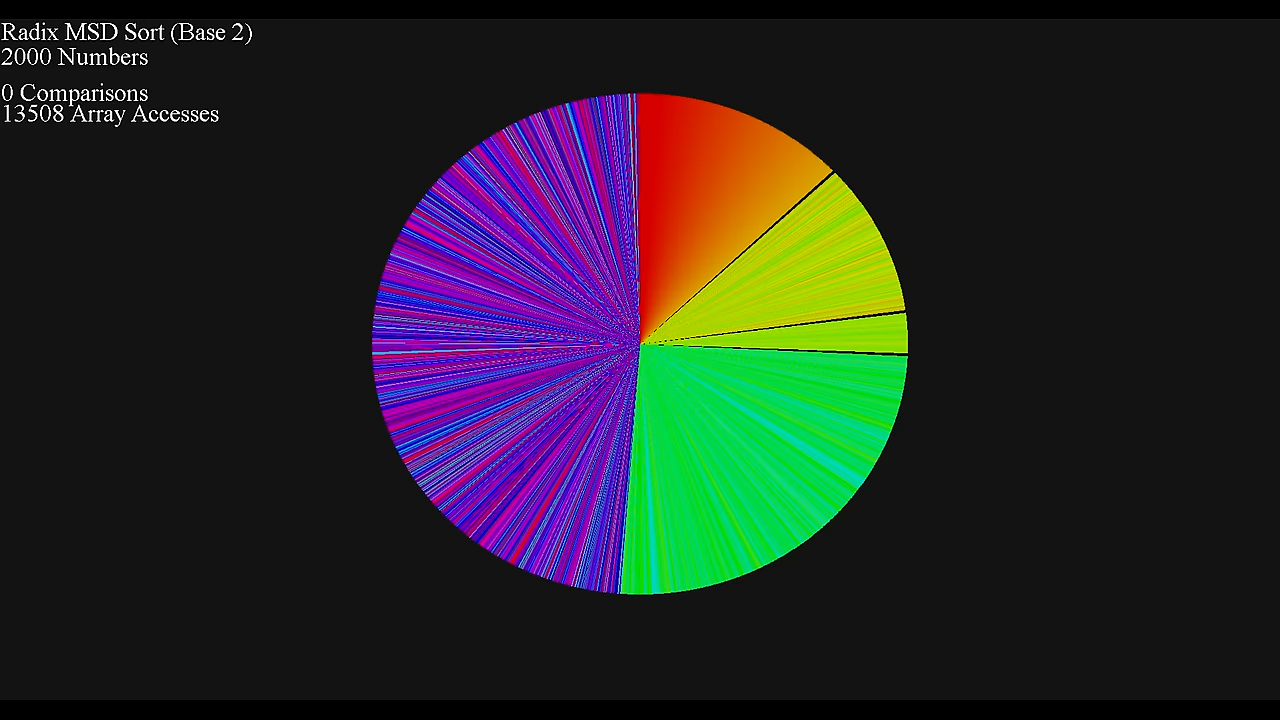 Radix MSD Sort (Base 2)
2000 Numbers
0 Comparisons
13508 Array Accesses